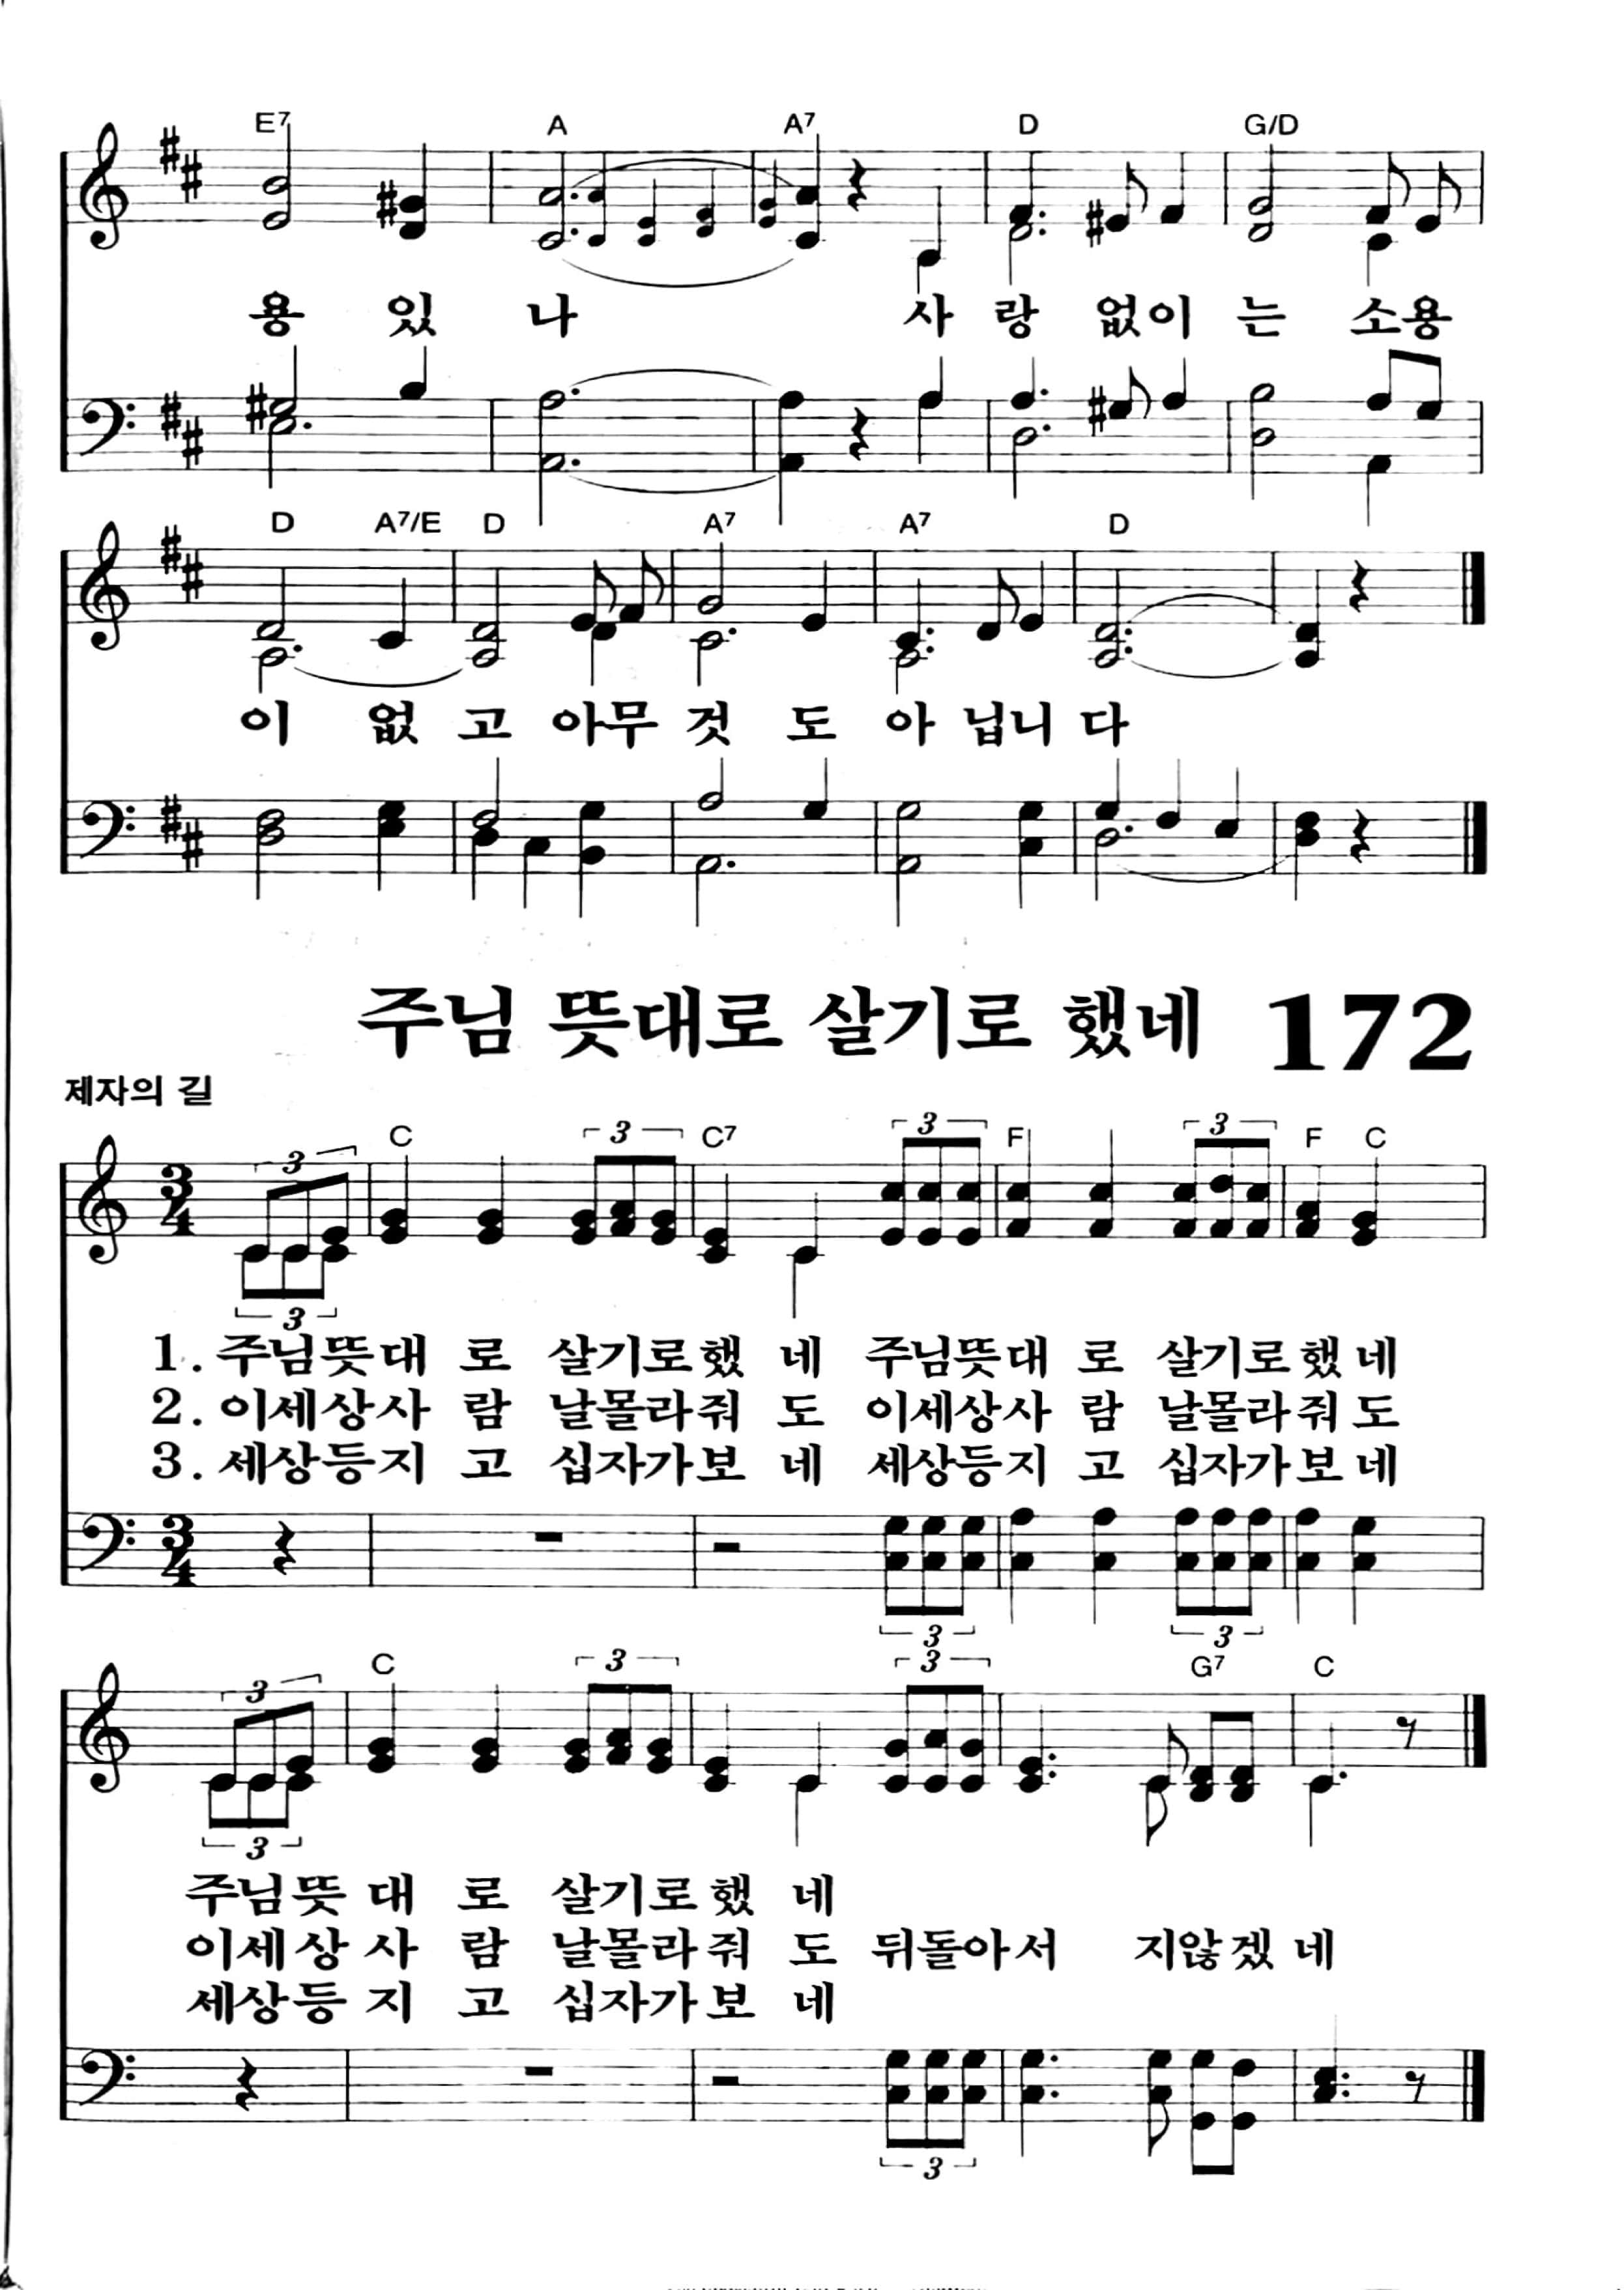 E7 A A7 D G/D
용 있 나 사 랑 없이 는 소용
D A7/E D A7 A7 D
이 없 고 아무 것 도 아 닙니 다
주님 뜻대로 살기로 했네 172
제자의 길
3 C 3 C7 3 F 3 F C
3
1. 주님뜻대 로 살기로했 네 주님뜻대 로 살기로했 네
2. 이세상사 람 날몰라줘 도 이세상사 람 날몰라줘 도
3. 세상등지 고 십자가보 네 세상등지 고 십자가보 네
3 3
3 C 3 3 G7 C
3
주님뜻 대 로 살기로했 네
이세상 사 람 날몰라줘 도 뒤돌아서 지않겠 네
세상등 지 고 십자가보 네
3